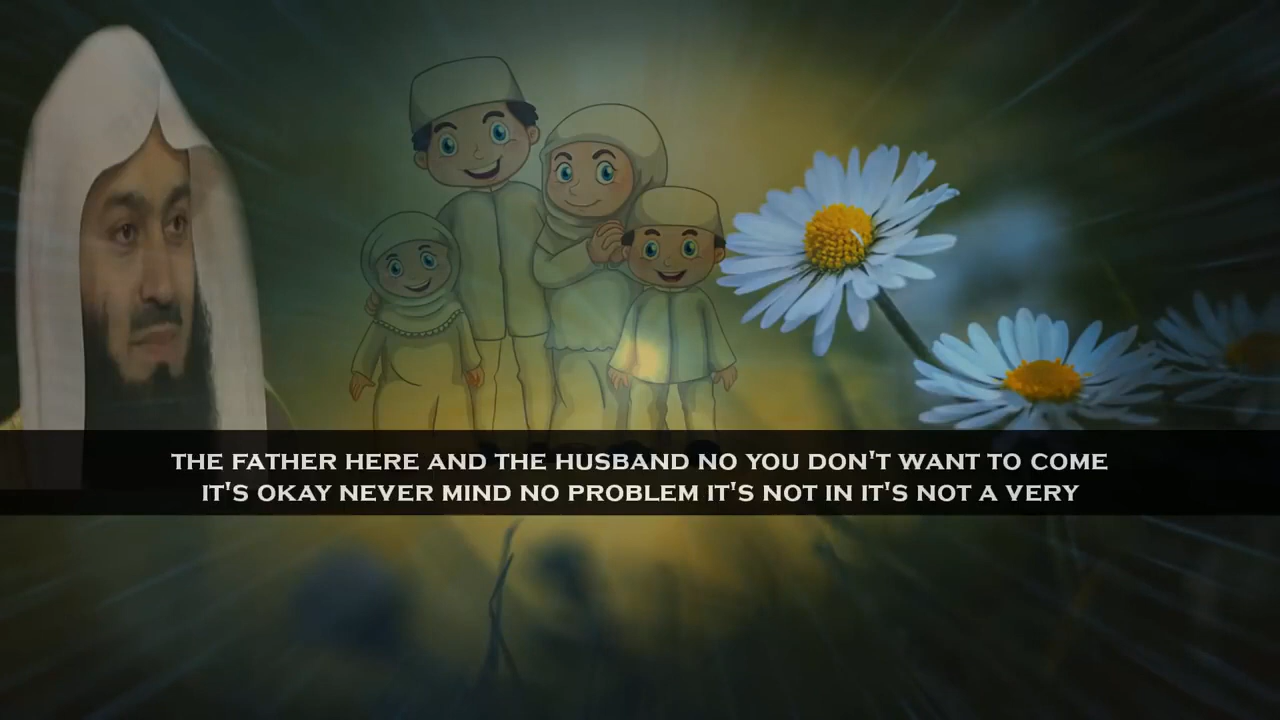 THE FATHER HERE AND THE HUSBAND NO YOU DON'T WANT TO COME
IT'S OKAY NEVER MIND NO PROBLEM IT'S NOT IN IT'S NOT A VERY